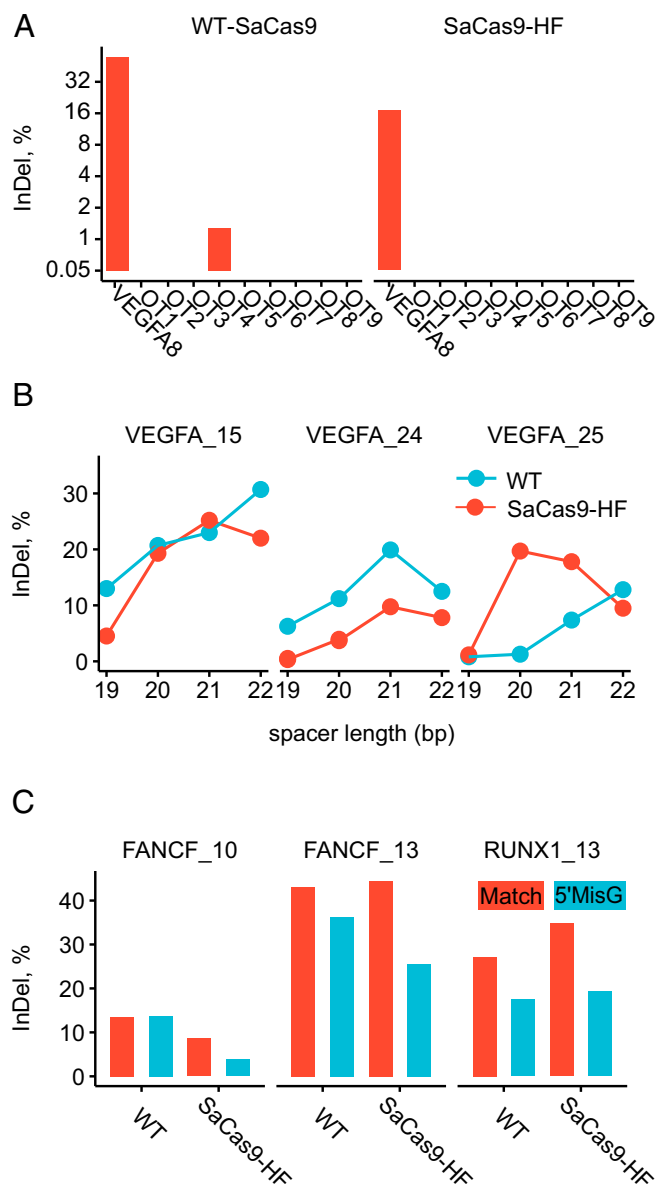 A
WT-SaCas9 SaCas9-HF
InDel, %
32
16
8
4
2
1
0.05
VEGFA8 OT1 OT2 OT3 OT4 OT5 OT6 OT7 OT8 OT9 VEGFA8 OT1 OT2 OT3 OT4 OT5 OT6 OT7 OT8 OT9
B
VEGFA_15 VEGFA_24 VEGFA_25
WT
SaCas9-HF
InDel, %
30
20
10
0
19 20 21 22 19 20 21 22 19 20 21 22
spacer length (bp)
C
FANCF_10 FANCF_13 RUNX1_13
Match 5'MisG
InDel, %
40
30
20
10
0
WT SaCas9-HF WT SaCas9-HF WT SaCas9-HF